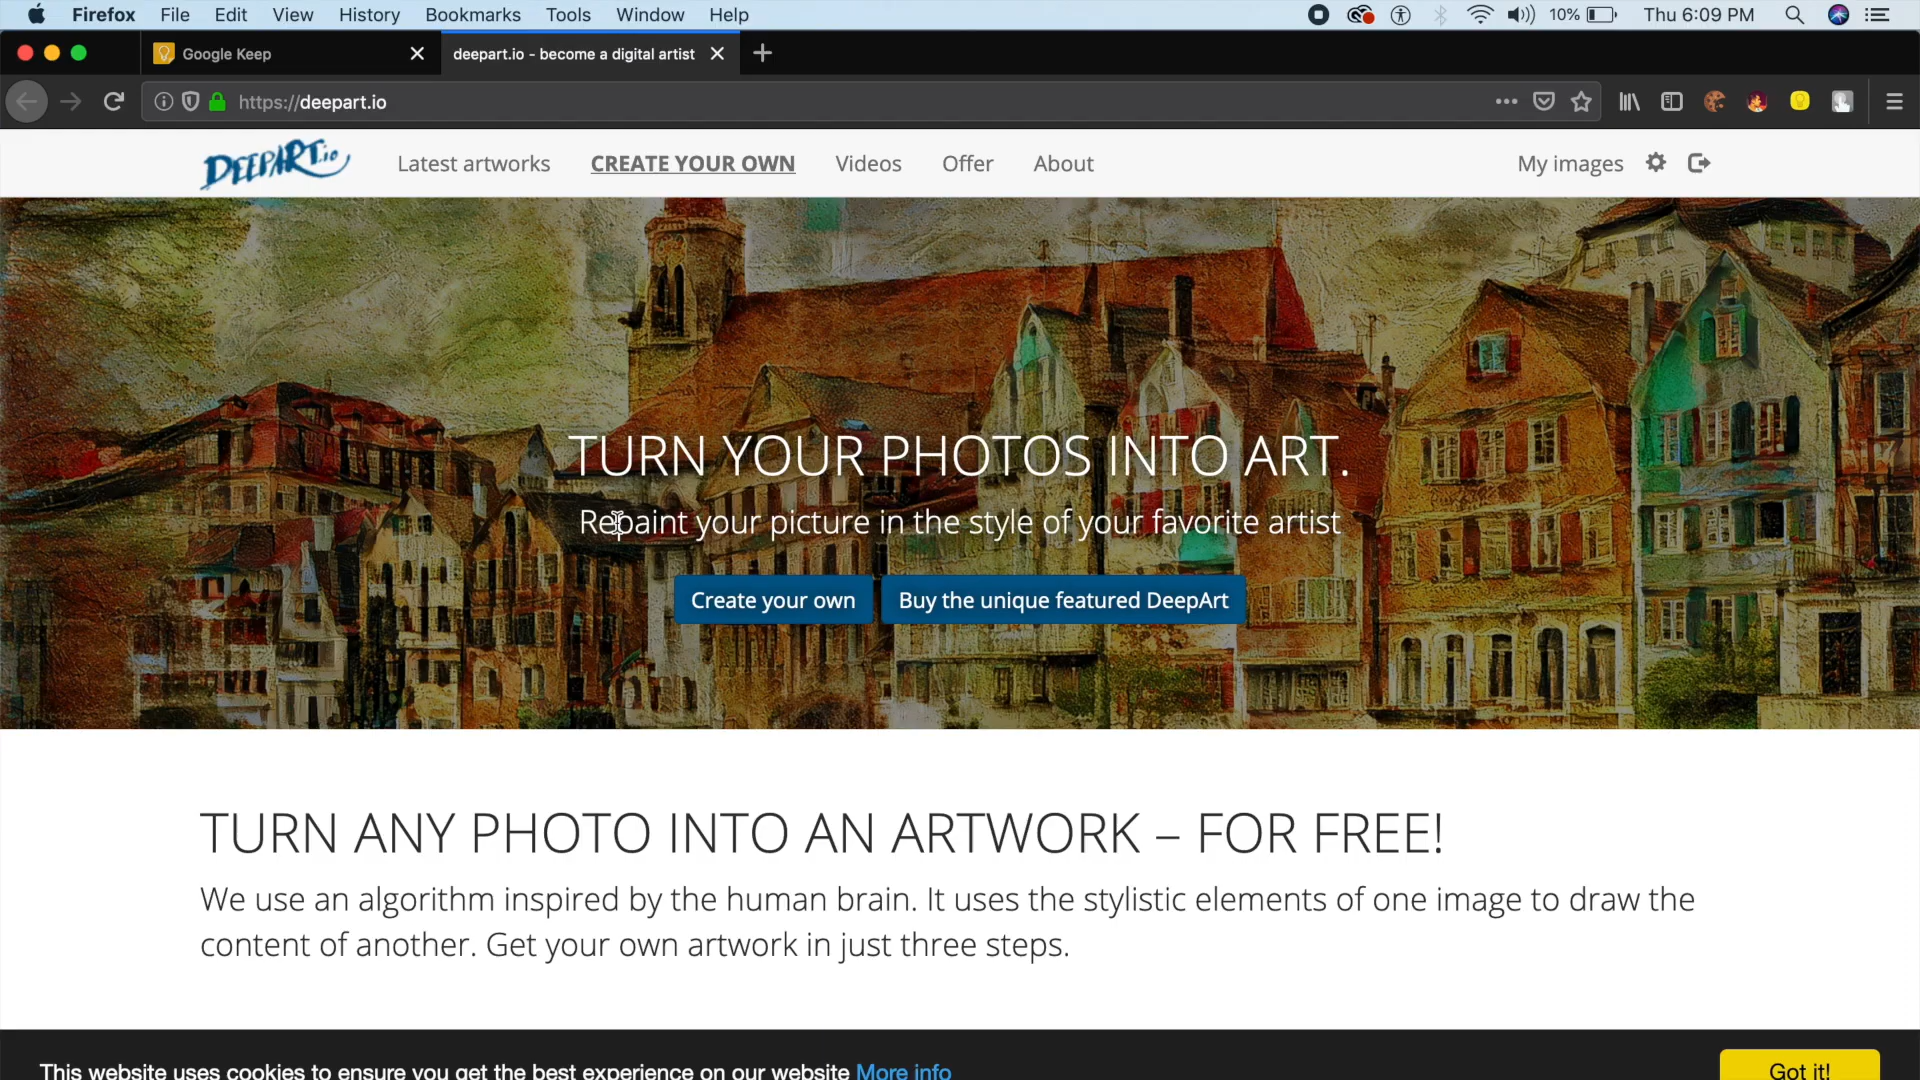 Firefox File Edit View History Bookmarks Tools Window Help 10% Thu 6:09 PM
Google Keep deepart.io - become a digital artist
https://deepart.io
DEEPART.io Latest artworks CREATE YOUR OWN Videos Offer About My images
TURN YOUR PHOTOS INTO ART.
Repaint your picture in the style of your favorite artist
Create your own Buy the unique featured DeepArt
TURN ANY PHOTO INTO AN ARTWORK – FOR FREE!
We use an algorithm inspired by the human brain. It uses the stylistic elements of one image to draw the
content of another. Get your own artwork in just three steps.
This website uses cookies to ensure you get the best experience on our website More info Got it!